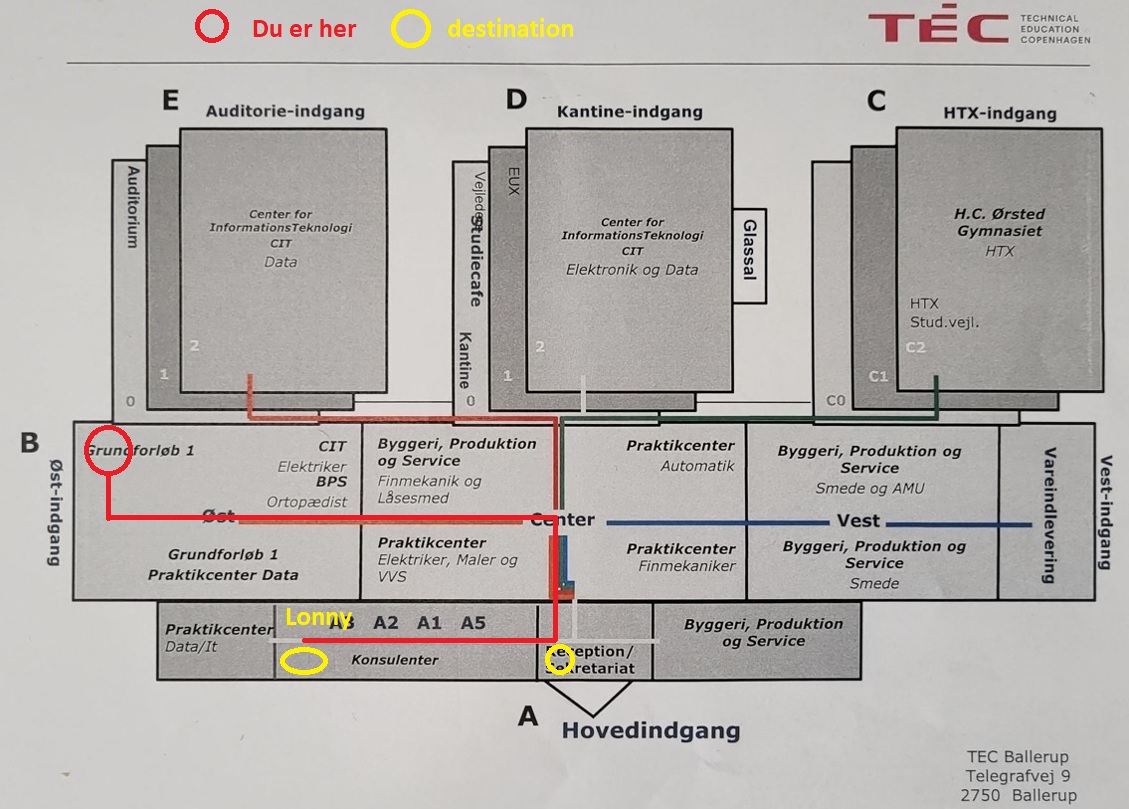 Du er her
destination
TEC
TECHNICAL
EDUCATION
COPENHAGEN
E
Auditorie-indgang
D
Kantine-indgang
C
HTX-indgang
Auditorium
Center for
InformationsTeknologi
CIT
Data
2
1
0
EUX
Studiecafe
Kantine
Center for
InformationsTeknologi
CIT
Elektronik og Data
2
1
0
Glassal
H.C. Ørsted
Gymnasiet
HTX
HTX
Stud.vejl.
C2
C1
C0
B
Øst-indgang
Grundforløb 1
CIT
Elektriker
BPS
Ortopædist
Byggeri, Produktion
og Service
Finmekanik og
Låsesmed
Praktikcenter
Automatik
Byggeri, Produktion og
Service
Smede og AMU
Vareindlevering
Vest-indgang
Øst
Center
Vest
Grundforløb 1
Praktikcenter Data
Praktikcenter
Elektriker, Maler og
VVS
Praktikcenter
Finmekaniker
Byggeri, Produktion og
Service
Smede
Praktikcenter
Data/It
Lonny
A3 A2 A1 A5
Konsulenter
Reception/
Sekretariat
Byggeri, Produktion
og Service
A
Hovedindgang
TEC Ballerup
Telegrafvej 9
2750 Ballerup